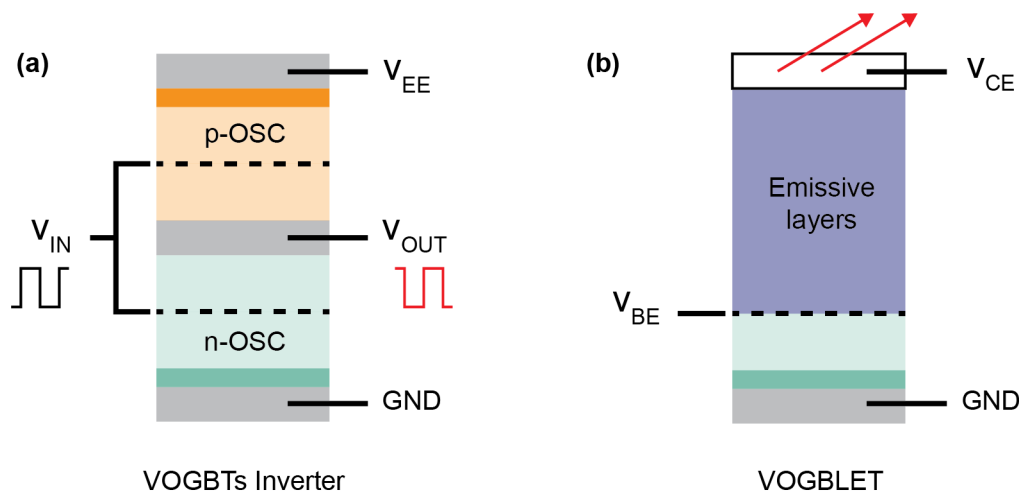 (a)
V_EE
p-OSC
V_IN
V_OUT
n-OSC
GND
VOGBTs Inverter
(b)
V_CE
Emissive
layers
V_BE
GND
VOGBLET